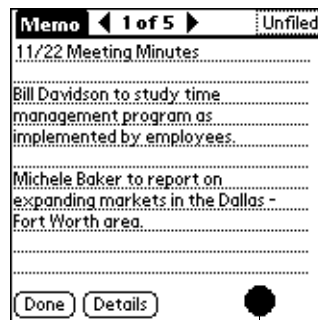 Memo 1 of 5 Unfiled
11/22 Meeting Minutes
Bill Davidson to study time
management program as
implemented by employees.
Michele Baker to report on
expanding markets in the Dallas -
Fort Worth area.
Done Details